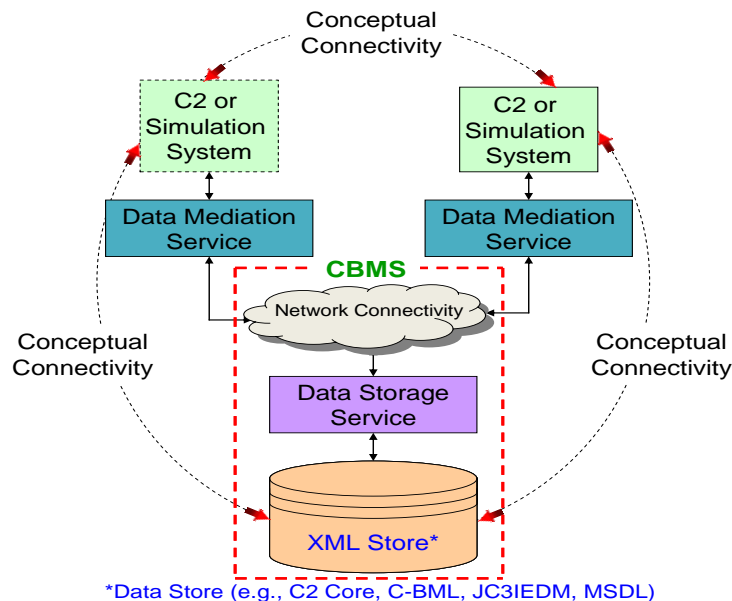 Conceptual
Connectivity
C2 or
Simulation
System
C2 or
Simulation
System
Data Mediation
Service
Data Mediation
Service
CBMS
Network Connectivity
Conceptual
Connectivity
Conceptual
Connectivity
Data Storage
Service
XML Store*
*Data Store (e.g., C2 Core, C-BML, JC3IEDM, MSDL)